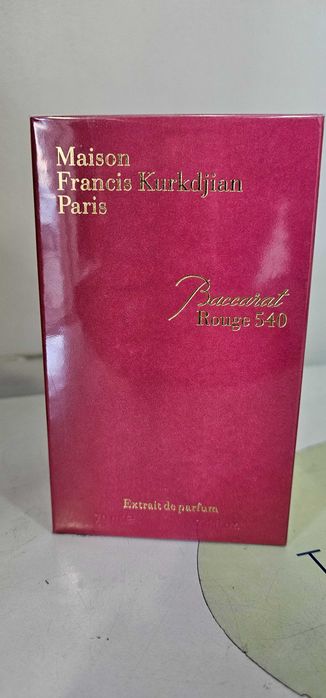 Maison
Francis Kurkdjian
Paris
Baccarat
Rouge 540
Extrait de parfum
T